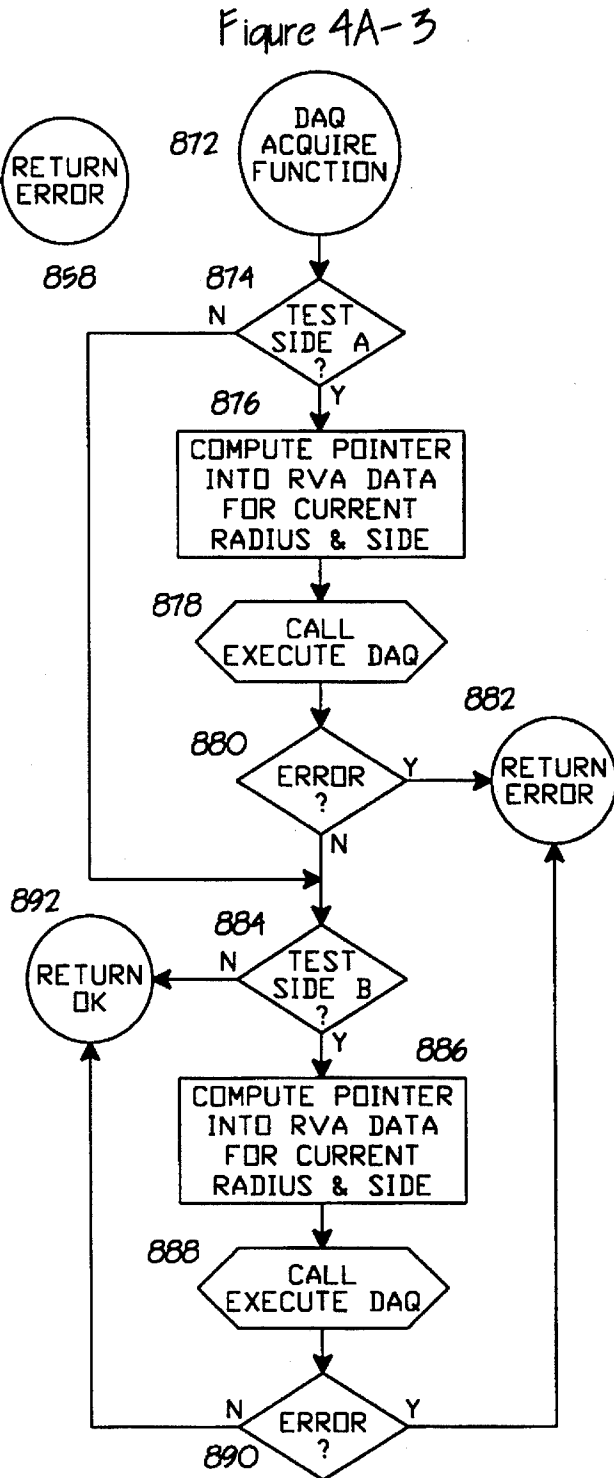 Figure 4A-3
872
DAQ
ACQUIRE
FUNCTION
RETURN
ERROR
858
874
N
TEST
SIDE A
?
Y
876
COMPUTE POINTER
INTO RVA DATA
FOR CURRENT
RADIUS & SIDE
878
CALL
EXECUTE DAQ
880
ERROR
?
Y
882
RETURN
ERROR
N
892
884
RETURN
OK
N
TEST
SIDE B
?
Y
886
COMPUTE POINTER
INTO RVA DATA
FOR CURRENT
RADIUS & SIDE
888
CALL
EXECUTE DAQ
N
ERROR
?
Y
890